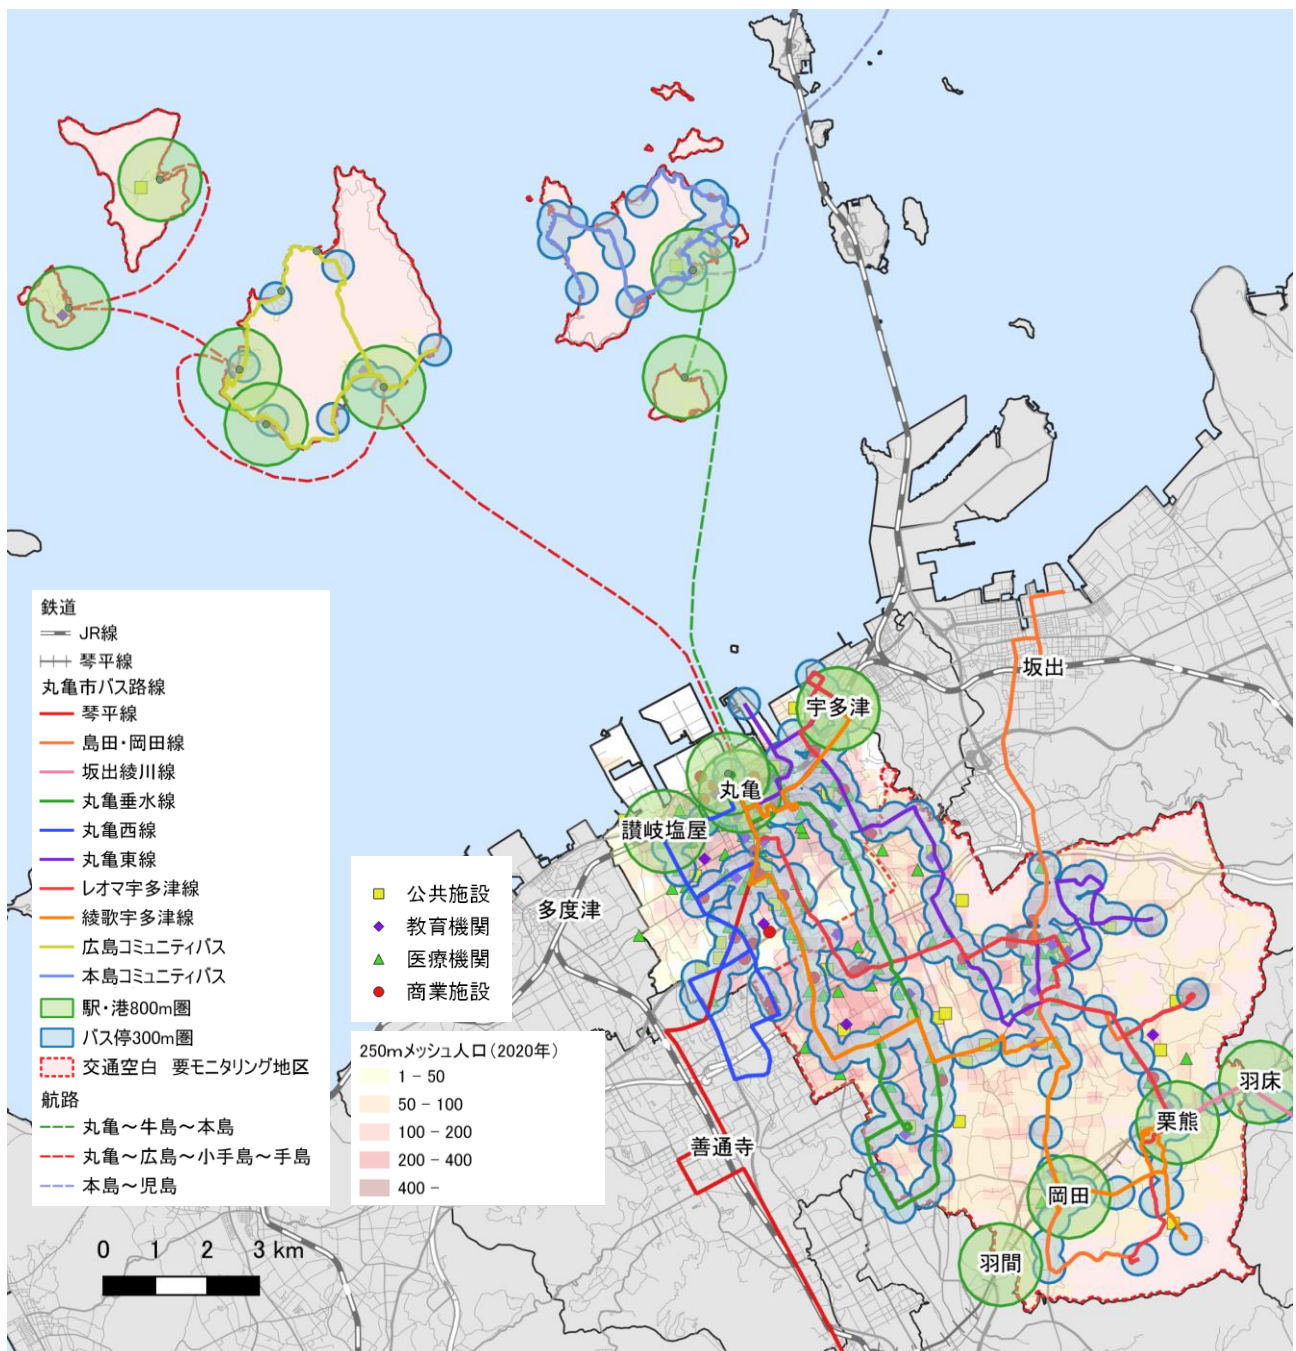 宇多津
坂出
丸亀
讃岐塩屋
多度津
善通寺
羽床
栗熊
岡田
羽間
鉄道
JR線
琴平線
丸亀市バス路線
琴平線
島田・岡田線
坂出綾川線
丸亀垂水線
丸亀西線
丸亀東線
レオマ宇多津線
綾歌宇多津線
広島コミュニティバス
本島コミュニティバス
駅・港800m圏
バス停300m圏
交通空白 要モニタリング地区
航路
丸亀～牛島～本島
丸亀～広島～小手島～手島
本島～児島
公共施設
教育機関
医療機関
商業施設
250mメッシュ人口(2020年)
1 - 50
50 - 100
100 - 200
200 - 400
400 -
0 1 2 3 km